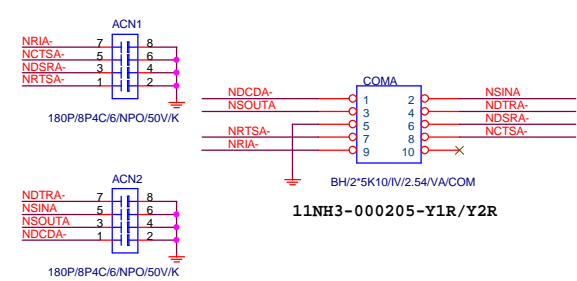 ACN1
NRIA- 7 8
NCTSA- 5 6
NDSRA- 3 4
NRTSA- 1 2
180P/8P4C/6/NPO/50V/K
COMA
NDCDA- 1 2 NSINA
NSOUTA 3 4 NDTRA-
5 6 NDSRA-
NRTSA- 7 8 NCTSA-
NRIA- 9 10
BH/2*5K10/IV/2.54/VA/COM
11NH3-000205-Y1R/Y2R
ACN2
NDTRA- 7 8
NSINA 5 6
NSOUTA 3 4
NDCDA- 1 2
180P/8P4C/6/NPO/50V/K